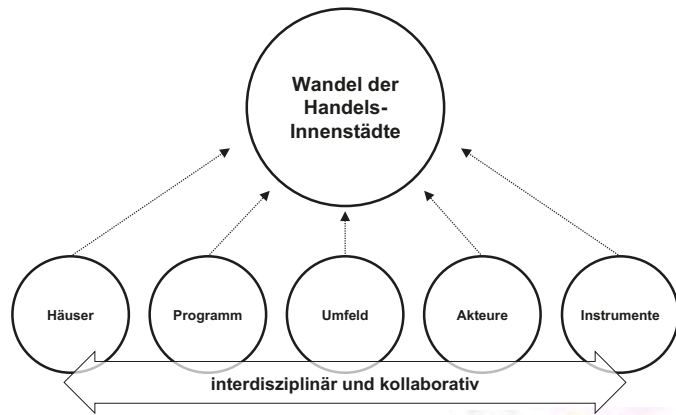 Wandel der
Handels-
Innenstädte
Häuser
Programm
Umfeld
Akteure
Instrumente
interdisziplinär und kollaborativ